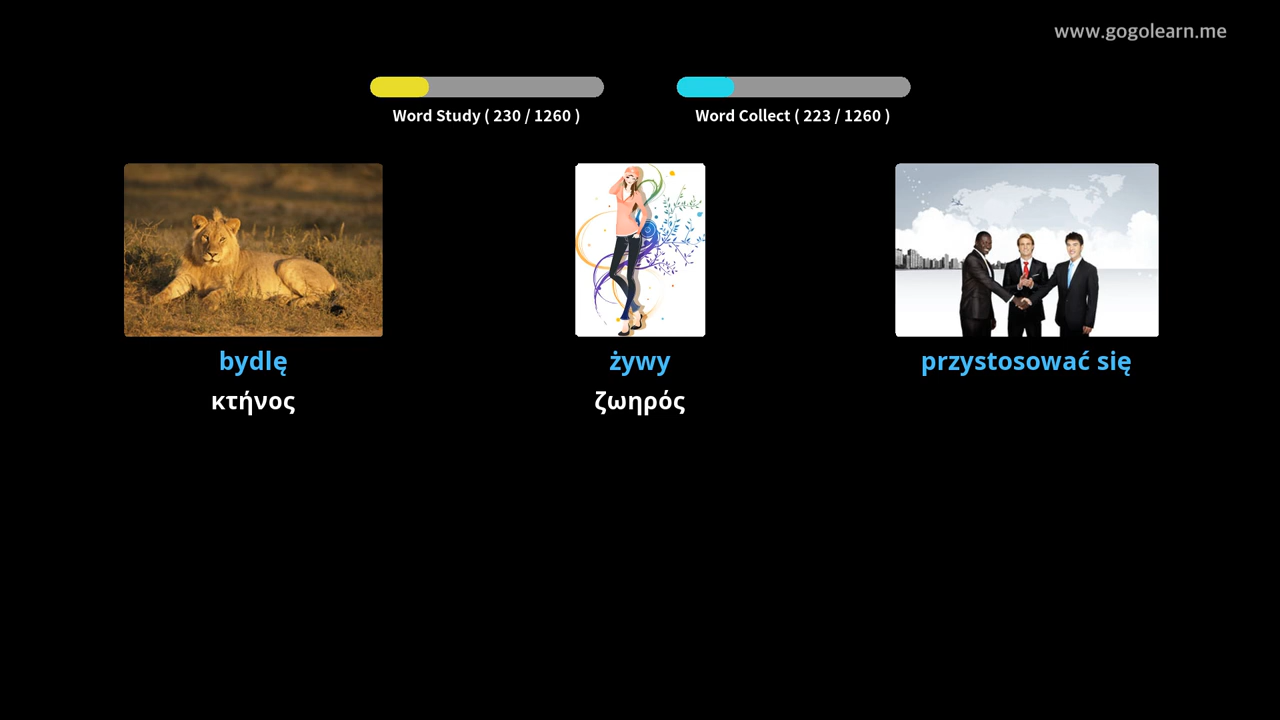 www.gogolearn.me
Word Study ( 230 / 1260 )
Word Collect ( 223 / 1260 )
bydlę
żywy
przystosować się
κτήνος
ζωηρός